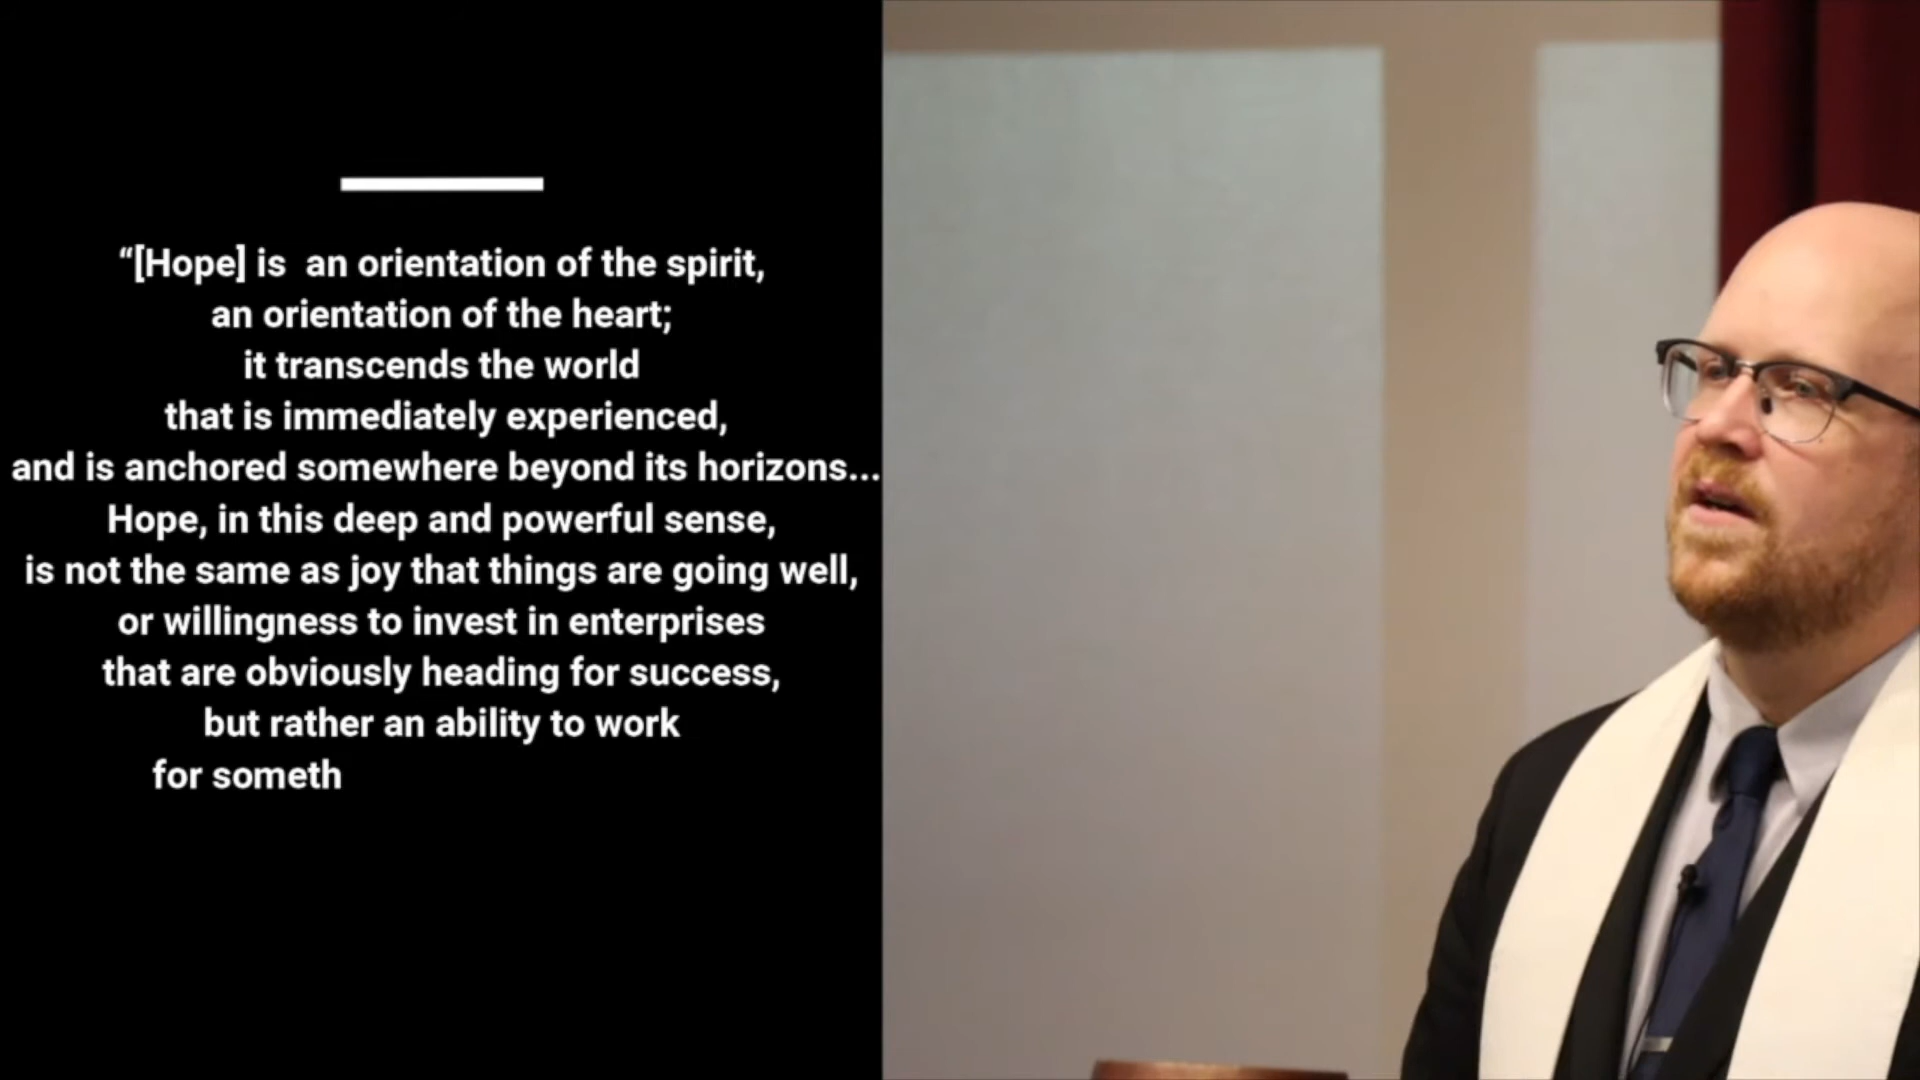 “[Hope] is  an orientation of the spirit,
an orientation of the heart;
it transcends the world
that is immediately experienced,
and is anchored somewhere beyond its horizons...
Hope, in this deep and powerful sense,
is not the same as joy that things are going well,
or willingness to invest in enterprises
that are obviously heading for success,
but rather an ability to work
for someth